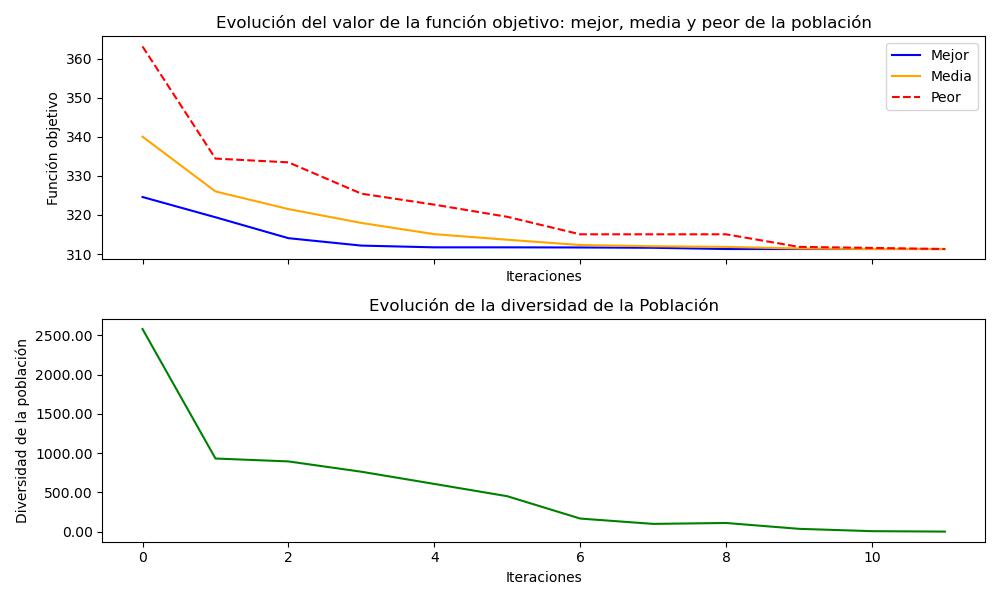 Evolución del valor de la función objetivo: mejor, media y peor de la población
Función objetivo
360
350
340
330
320
310
Mejor
Media
Peor
Iteraciones
Evolución de la diversidad de la Población
Diversidad de la población
2500.00
2000.00
1500.00
1000.00
500.00
0.00
0 2 4 6 8 10
Iteraciones